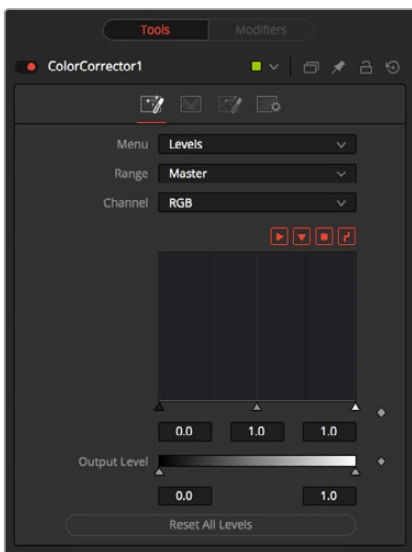 Tools Modifiers
ColorCorrector1
Menu Levels
Range Master
Channel RGB
0.0 1.0 1.0
Output Level
0.0 1.0
Reset All Levels